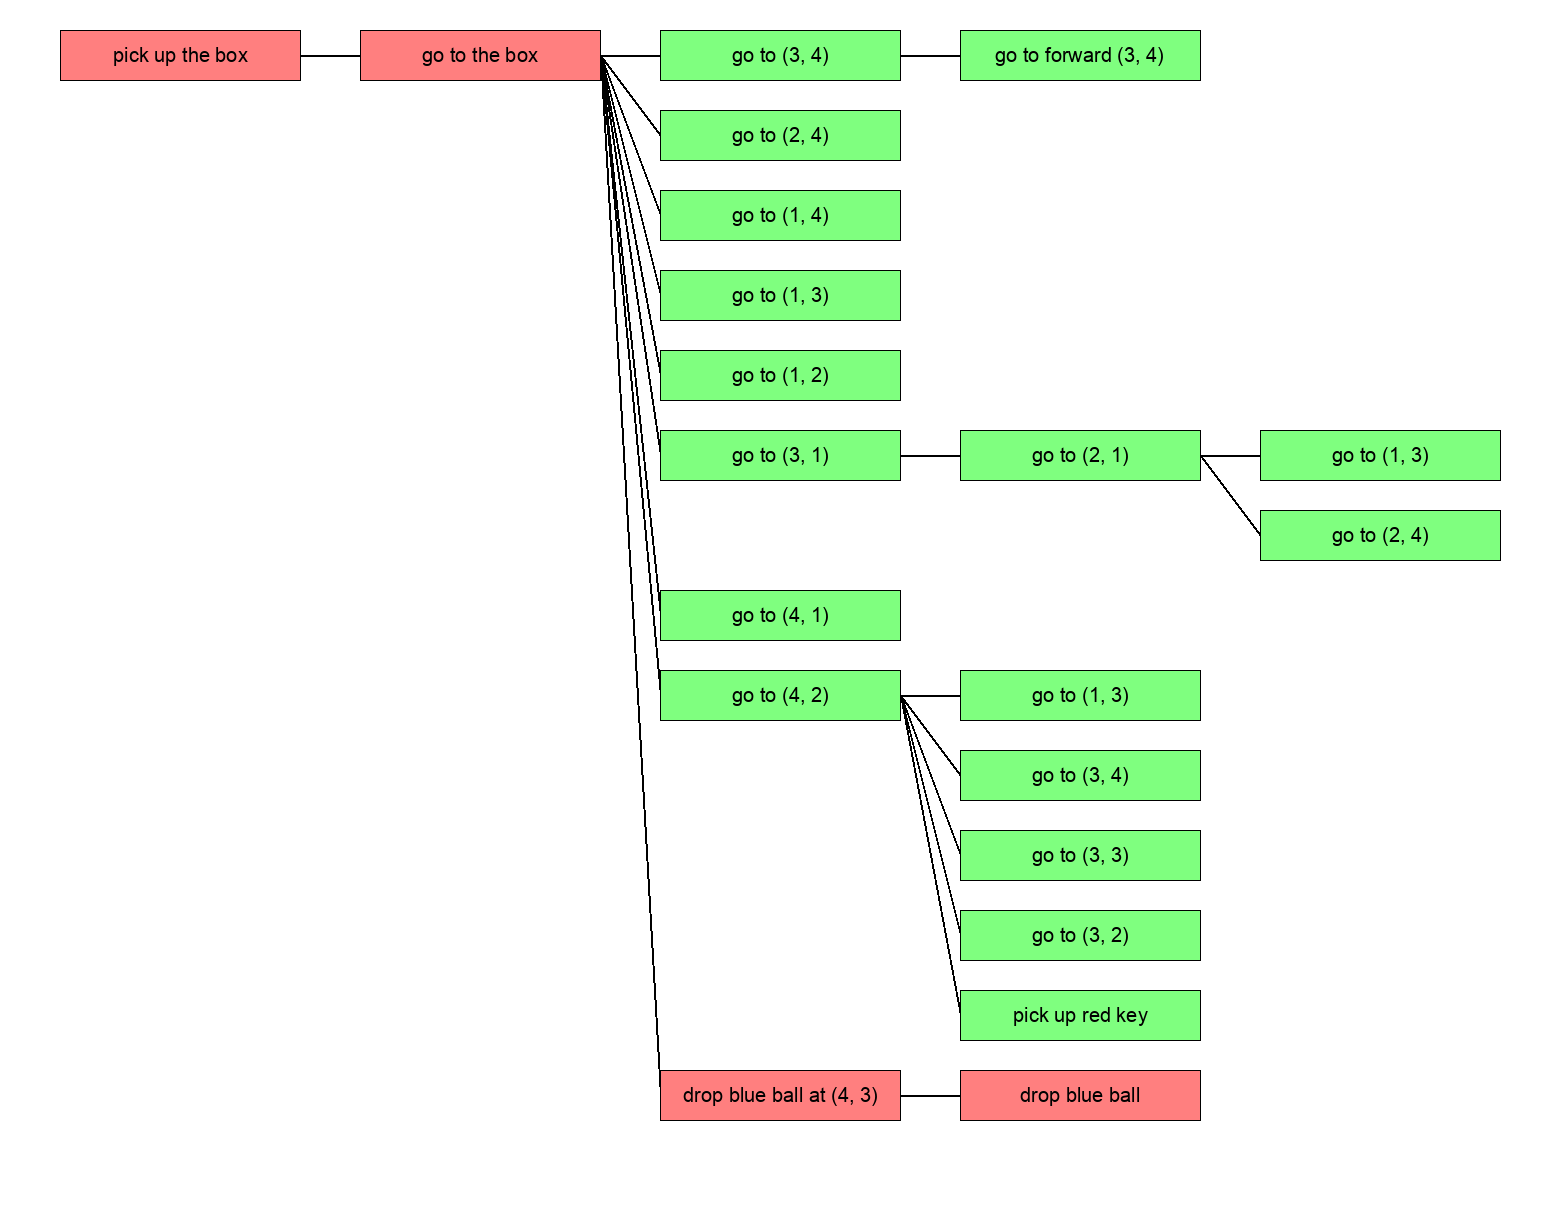 pick up the box
go to the box
go to (3, 4)
go to forward (3, 4)
go to (2, 4)
go to (1, 4)
go to (1, 3)
go to (1, 2)
go to (3, 1)
go to (2, 1)
go to (1, 3)
go to (2, 4)
go to (4, 1)
go to (4, 2)
go to (1, 3)
go to (3, 4)
go to (3, 3)
go to (3, 2)
pick up red key
drop blue ball at (4, 3)
drop blue ball